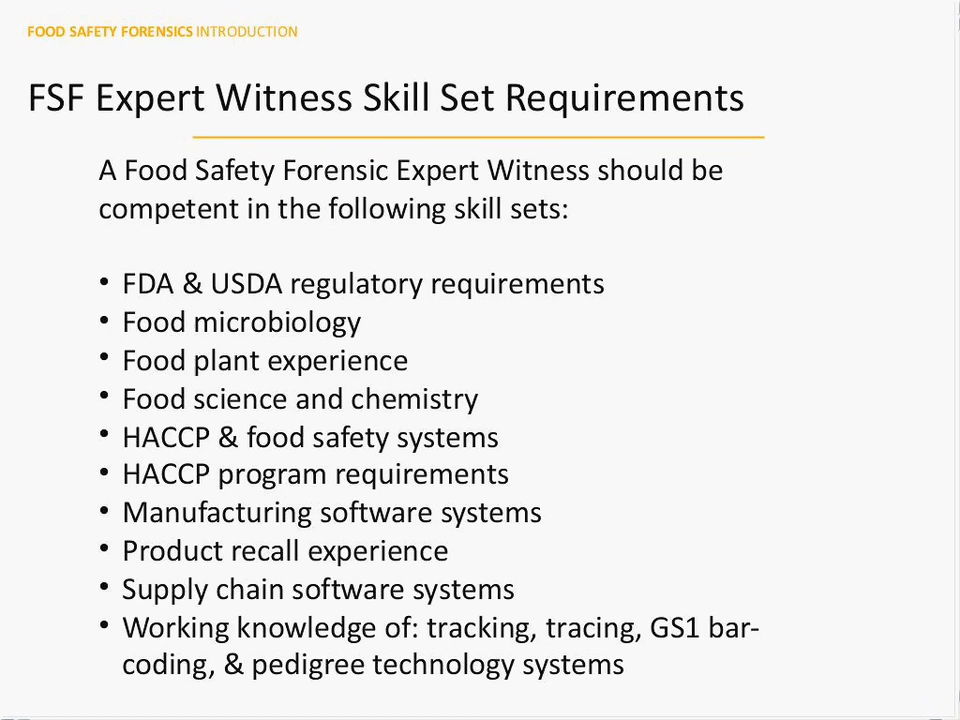 FOOD SAFETY FORENSICS INTRODUCTION
FSF Expert Witness Skill Set Requirements
A Food Safety Forensic Expert Witness should be
competent in the following skill sets:
• FDA & USDA regulatory requirements
• Food microbiology
• Food plant experience
• Food science and chemistry
• HACCP & food safety systems
• HACCP program requirements
• Manufacturing software systems
• Product recall experience
• Supply chain software systems
• Working knowledge of: tracking, tracing, GS1 bar-
coding, & pedigree technology systems